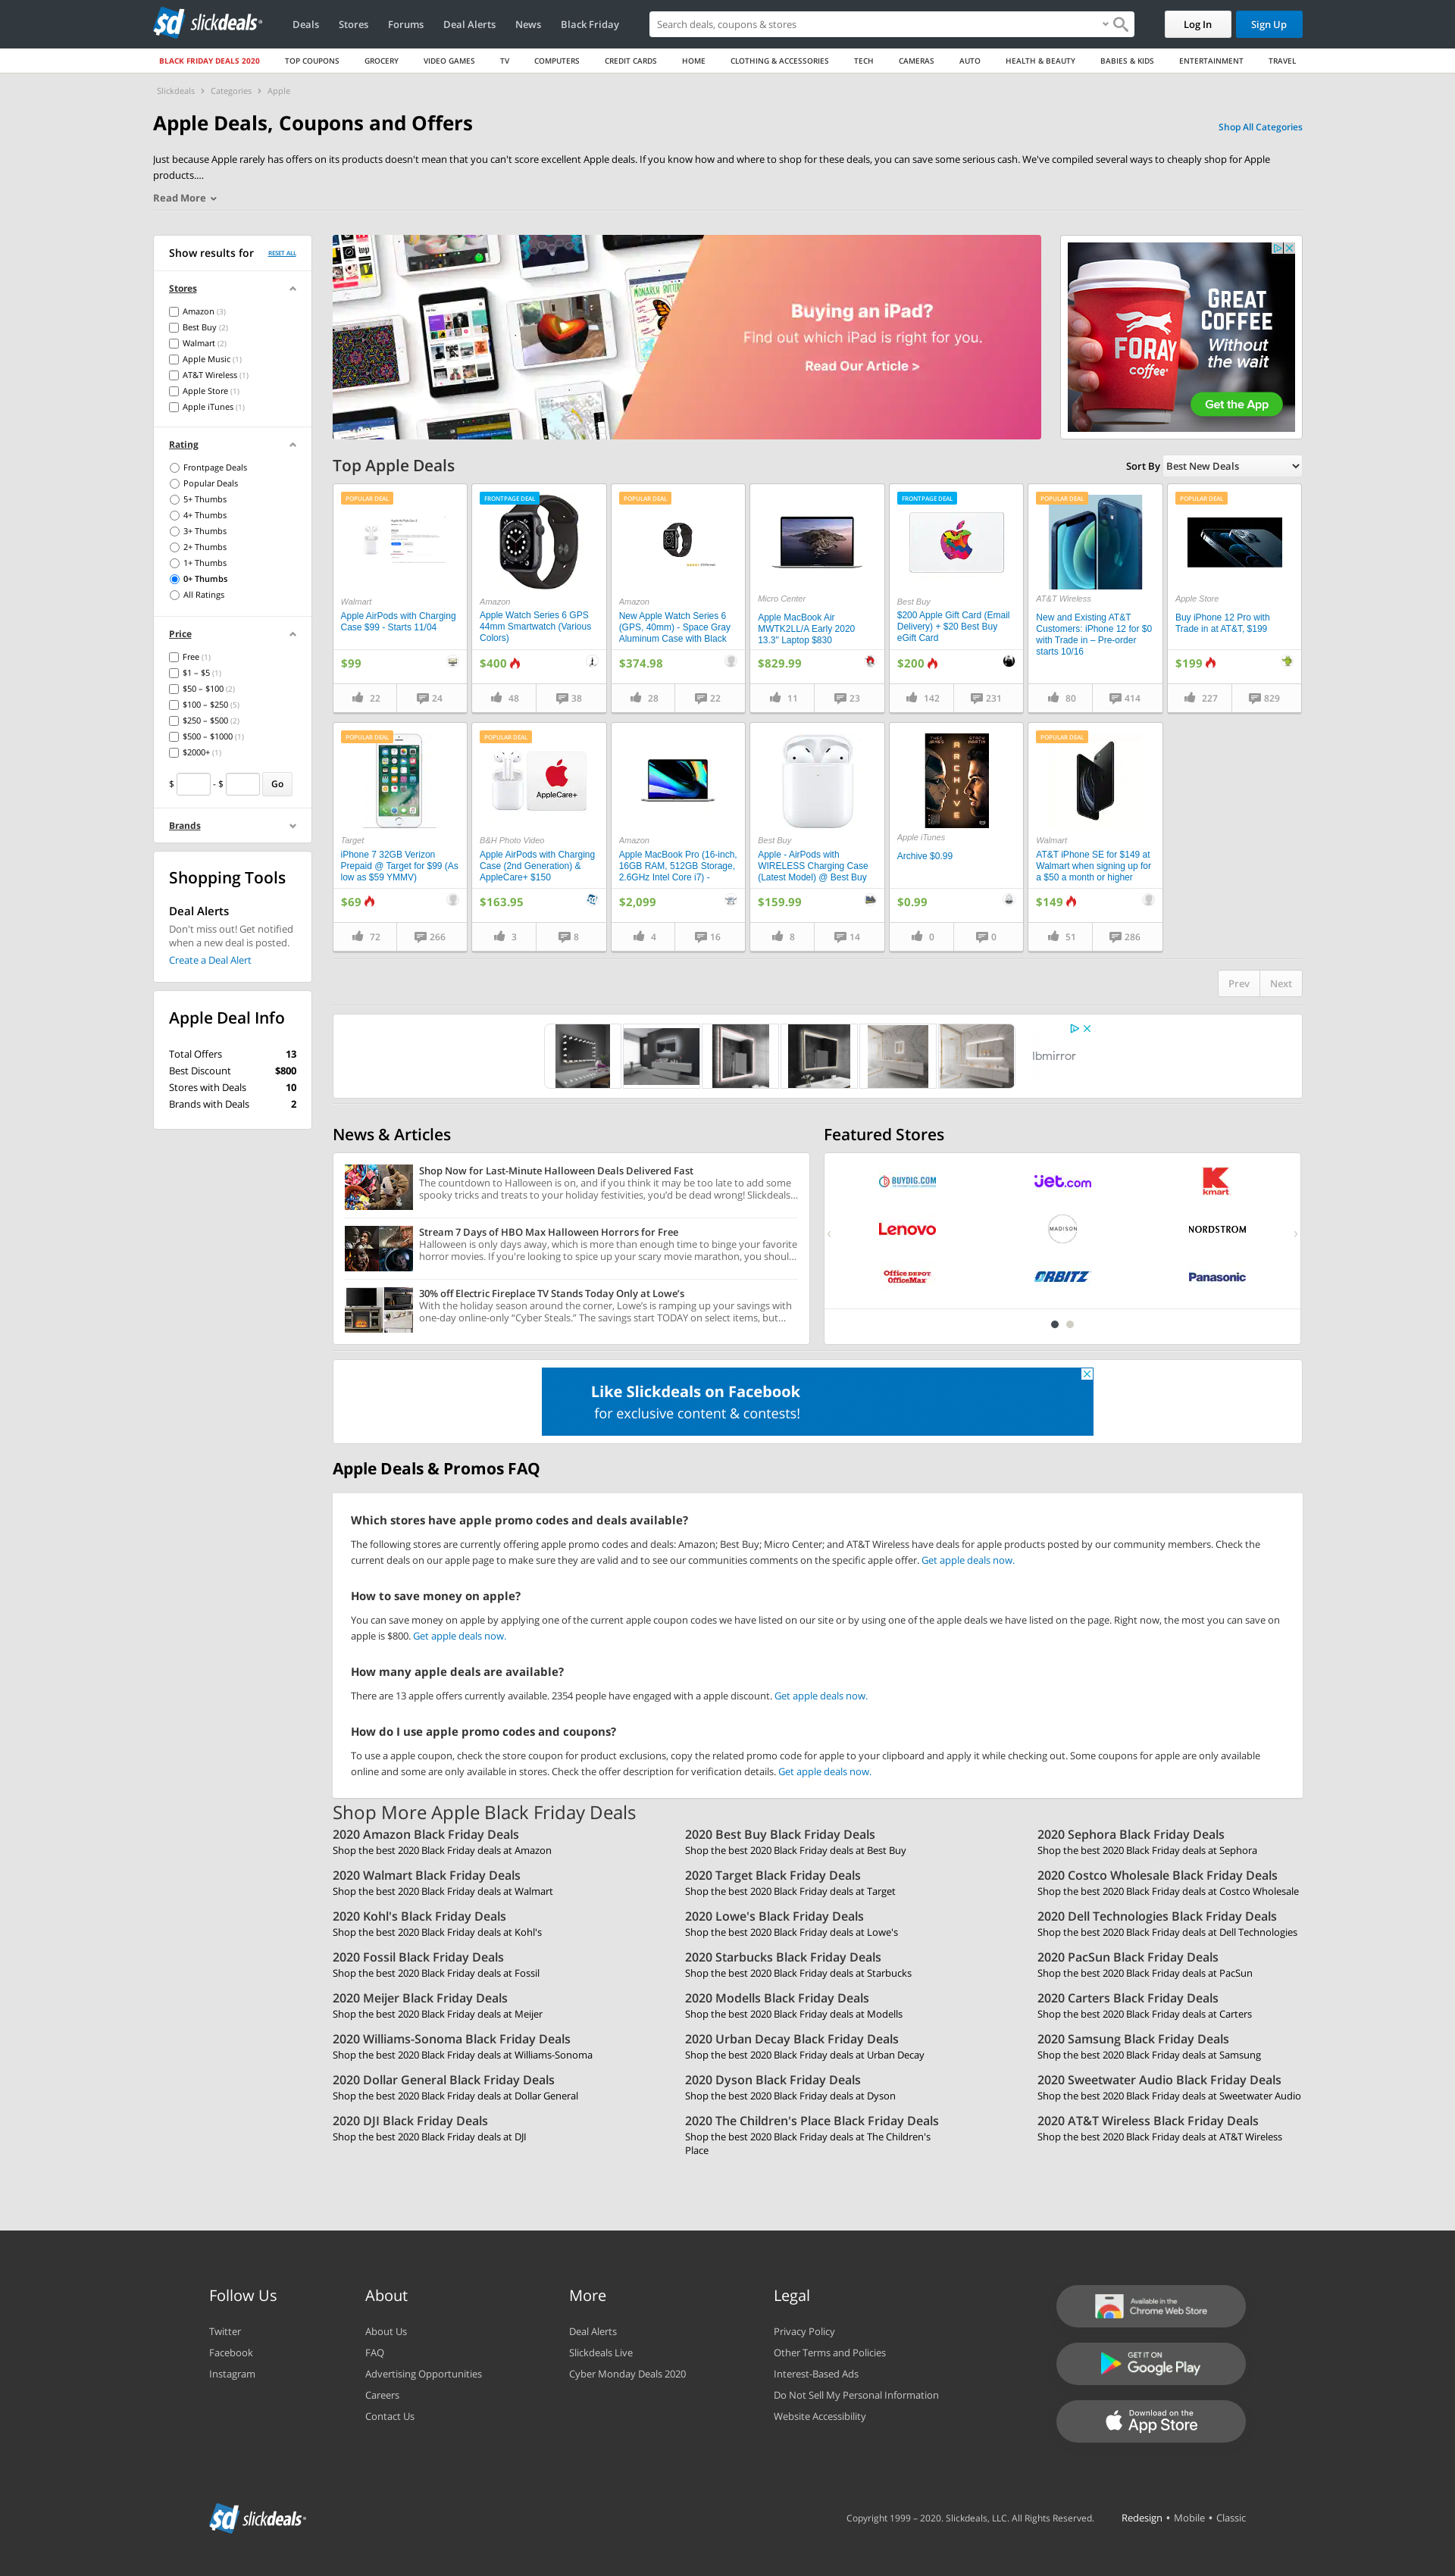 slickdeals
Deals
Stores
Forums
Deal Alerts
News
Black Friday
Search deals, coupons & stores
Log In
Sign Up
BLACK FRIDAY DEALS 2020
TOP COUPONS
GROCERY
VIDEO GAMES
TV
COMPUTERS
CREDIT CARDS
HOME
CLOTHING & ACCESSORIES
TECH
CAMERAS
AUTO
HEALTH & BEAUTY
BABIES & KIDS
ENTERTAINMENT
TRAVEL
Slickdeals > Categories > Apple
Apple Deals, Coupons and Offers
Shop All Categories
Just because Apple rarely has offers on its products doesn't mean that you can't score excellent Apple deals. If you know how and where to shop for these deals, you can save some serious cash. We've compiled several ways to cheaply shop for Apple
products....
Read More
Show results for
RESET ALL
Stores
Amazon (3)
Best Buy (2)
Walmart (2)
Apple Music (1)
AT&T Wireless (1)
Apple Store (1)
Apple iTunes (1)
Rating
Frontpage Deals
Popular Deals
5+ Thumbs
4+ Thumbs
3+ Thumbs
2+ Thumbs
1+ Thumbs
0+ Thumbs
All Ratings
Price
Free (1)
$1 – $5 (1)
$50 – $100 (2)
$100 – $250 (5)
$250 – $500 (2)
$500 – $1000 (1)
$2000+ (1)
$ - $ Go
Brands
Shopping Tools
Deal Alerts
Don't miss out! Get notified
when a new deal is posted.
Create a Deal Alert
Apple Deal Info
Total Offers 13
Best Discount $800
Stores with Deals 10
Brands with Deals 2
Buying an iPad?
Find out which iPad is right for you.
Read Our Article >
GREAT
COFFEE
Without
the wait
FORAY
coffee
Get the App
Top Apple Deals
Sort By Best New Deals
POPULAR DEAL
Walmart
Apple AirPods with Charging
Case $99 - Starts 11/04
$99
22
24
FRONTPAGE DEAL
Amazon
Apple Watch Series 6 GPS
44mm Smartwatch (Various
Colors)
$400
48
38
POPULAR DEAL
Amazon
New Apple Watch Series 6
(GPS, 40mm) - Space Gray
Aluminum Case with Black
$374.98
28
22
Micro Center
Apple MacBook Air
MWTK2LL/A Early 2020
13.3" Laptop $830
$829.99
11
23
FRONTPAGE DEAL
Best Buy
$200 Apple Gift Card (Email
Delivery) + $20 Best Buy
eGift Card
$200
142
231
POPULAR DEAL
AT&T Wireless
New and Existing AT&T
Customers: iPhone 12 for $0
with Trade in – Pre-order
starts 10/16
80
414
POPULAR DEAL
Apple Store
Buy iPhone 12 Pro with
Trade in at AT&T, $199
$199
227
829
POPULAR DEAL
Target
iPhone 7 32GB Verizon
Prepaid @ Target for $99 (As
low as $59 YMMV)
$69
72
266
POPULAR DEAL
AppleCare+
B&H Photo Video
Apple AirPods with Charging
Case (2nd Generation) &
AppleCare+ $150
$163.95
3
8
Amazon
Apple MacBook Pro (16-inch,
16GB RAM, 512GB Storage,
2.6GHz Intel Core i7) -
$2,099
4
16
Best Buy
Apple - AirPods with
WIRELESS Charging Case
(Latest Model) @ Best Buy
$159.99
8
14
ARCHIVE
Apple iTunes
Archive $0.99
$0.99
0
0
POPULAR DEAL
Walmart
AT&T iPhone SE for $149 at
Walmart when signing up for
a $50 a month or higher
$149
51
286
Prev
Next
lbmirror
News & Articles
Shop Now for Last-Minute Halloween Deals Delivered Fast
The countdown to Halloween is on, and if you think it may be too late to add some
spooky tricks and treats to your holiday festivities, you'd be dead wrong! Slickdeals...
Stream 7 Days of HBO Max Halloween Horrors for Free
Halloween is only days away, which is more than enough time to binge your favorite
horror movies. If you're looking to spice up your scary movie marathon, you shoul...
30% off Electric Fireplace TV Stands Today Only at Lowe's
With the holiday season around the corner, Lowe's is ramping up your savings with
one-day online-only "Cyber Steals." The savings start TODAY on select items, but...
Featured Stores
BUYDIG.COM
Jet.com
kmart
Lenovo
MADISON
NORDSTROM
Office DEPOT
OfficeMax
ORBITZ
Panasonic
Like Slickdeals on Facebook
for exclusive content & contests!
Apple Deals & Promos FAQ
Which stores have apple promo codes and deals available?
The following stores are currently offering apple promo codes and deals: Amazon; Best Buy; Micro Center; and AT&T Wireless have deals for apple products posted by our community members. Check the
current deals on our apple page to make sure they are valid and to see our communities comments on the specific apple offer. Get apple deals now.
How to save money on apple?
You can save money on apple by applying one of the current apple coupon codes we have listed on our site or by using one of the apple deals we have listed on the page. Right now, the most you can save on
apple is $800. Get apple deals now.
How many apple deals are available?
There are 13 apple offers currently available. 2354 people have engaged with a apple discount. Get apple deals now.
How do I use apple promo codes and coupons?
To use a apple coupon, check the store coupon for product exclusions, copy the related promo code for apple to your clipboard and apply it while checking out. Some coupons for apple are only available
online and some are only available in stores. Check the offer description for verification details. Get apple deals now.
Shop More Apple Black Friday Deals
2020 Amazon Black Friday Deals
Shop the best 2020 Black Friday deals at Amazon
2020 Best Buy Black Friday Deals
Shop the best 2020 Black Friday deals at Best Buy
2020 Sephora Black Friday Deals
Shop the best 2020 Black Friday deals at Sephora
2020 Walmart Black Friday Deals
Shop the best 2020 Black Friday deals at Walmart
2020 Target Black Friday Deals
Shop the best 2020 Black Friday deals at Target
2020 Costco Wholesale Black Friday Deals
Shop the best 2020 Black Friday deals at Costco Wholesale
2020 Kohl's Black Friday Deals
Shop the best 2020 Black Friday deals at Kohl's
2020 Lowe's Black Friday Deals
Shop the best 2020 Black Friday deals at Lowe's
2020 Dell Technologies Black Friday Deals
Shop the best 2020 Black Friday deals at Dell Technologies
2020 Fossil Black Friday Deals
Shop the best 2020 Black Friday deals at Fossil
2020 Starbucks Black Friday Deals
Shop the best 2020 Black Friday deals at Starbucks
2020 PacSun Black Friday Deals
Shop the best 2020 Black Friday deals at PacSun
2020 Meijer Black Friday Deals
Shop the best 2020 Black Friday deals at Meijer
2020 Modells Black Friday Deals
Shop the best 2020 Black Friday deals at Modells
2020 Carters Black Friday Deals
Shop the best 2020 Black Friday deals at Carters
2020 Williams-Sonoma Black Friday Deals
Shop the best 2020 Black Friday deals at Williams-Sonoma
2020 Urban Decay Black Friday Deals
Shop the best 2020 Black Friday deals at Urban Decay
2020 Samsung Black Friday Deals
Shop the best 2020 Black Friday deals at Samsung
2020 Dollar General Black Friday Deals
Shop the best 2020 Black Friday deals at Dollar General
2020 Dyson Black Friday Deals
Shop the best 2020 Black Friday deals at Dyson
2020 Sweetwater Audio Black Friday Deals
Shop the best 2020 Black Friday deals at Sweetwater Audio
2020 DJI Black Friday Deals
Shop the best 2020 Black Friday deals at DJI
2020 The Children's Place Black Friday Deals
Shop the best 2020 Black Friday deals at The Children's
Place
2020 AT&T Wireless Black Friday Deals
Shop the best 2020 Black Friday deals at AT&T Wireless
Follow Us
Twitter
Facebook
Instagram
About
About Us
FAQ
Advertising Opportunities
Careers
Contact Us
More
Deal Alerts
Slickdeals Live
Cyber Monday Deals 2020
Legal
Privacy Policy
Other Terms and Policies
Interest-Based Ads
Do Not Sell My Personal Information
Website Accessibility
Available in the
Chrome Web Store
GET IT ON
Google Play
Download on the
App Store
slickdeals
Copyright 1999 – 2020. Slickdeals, LLC. All Rights Reserved.
Redesign • Mobile • Classic